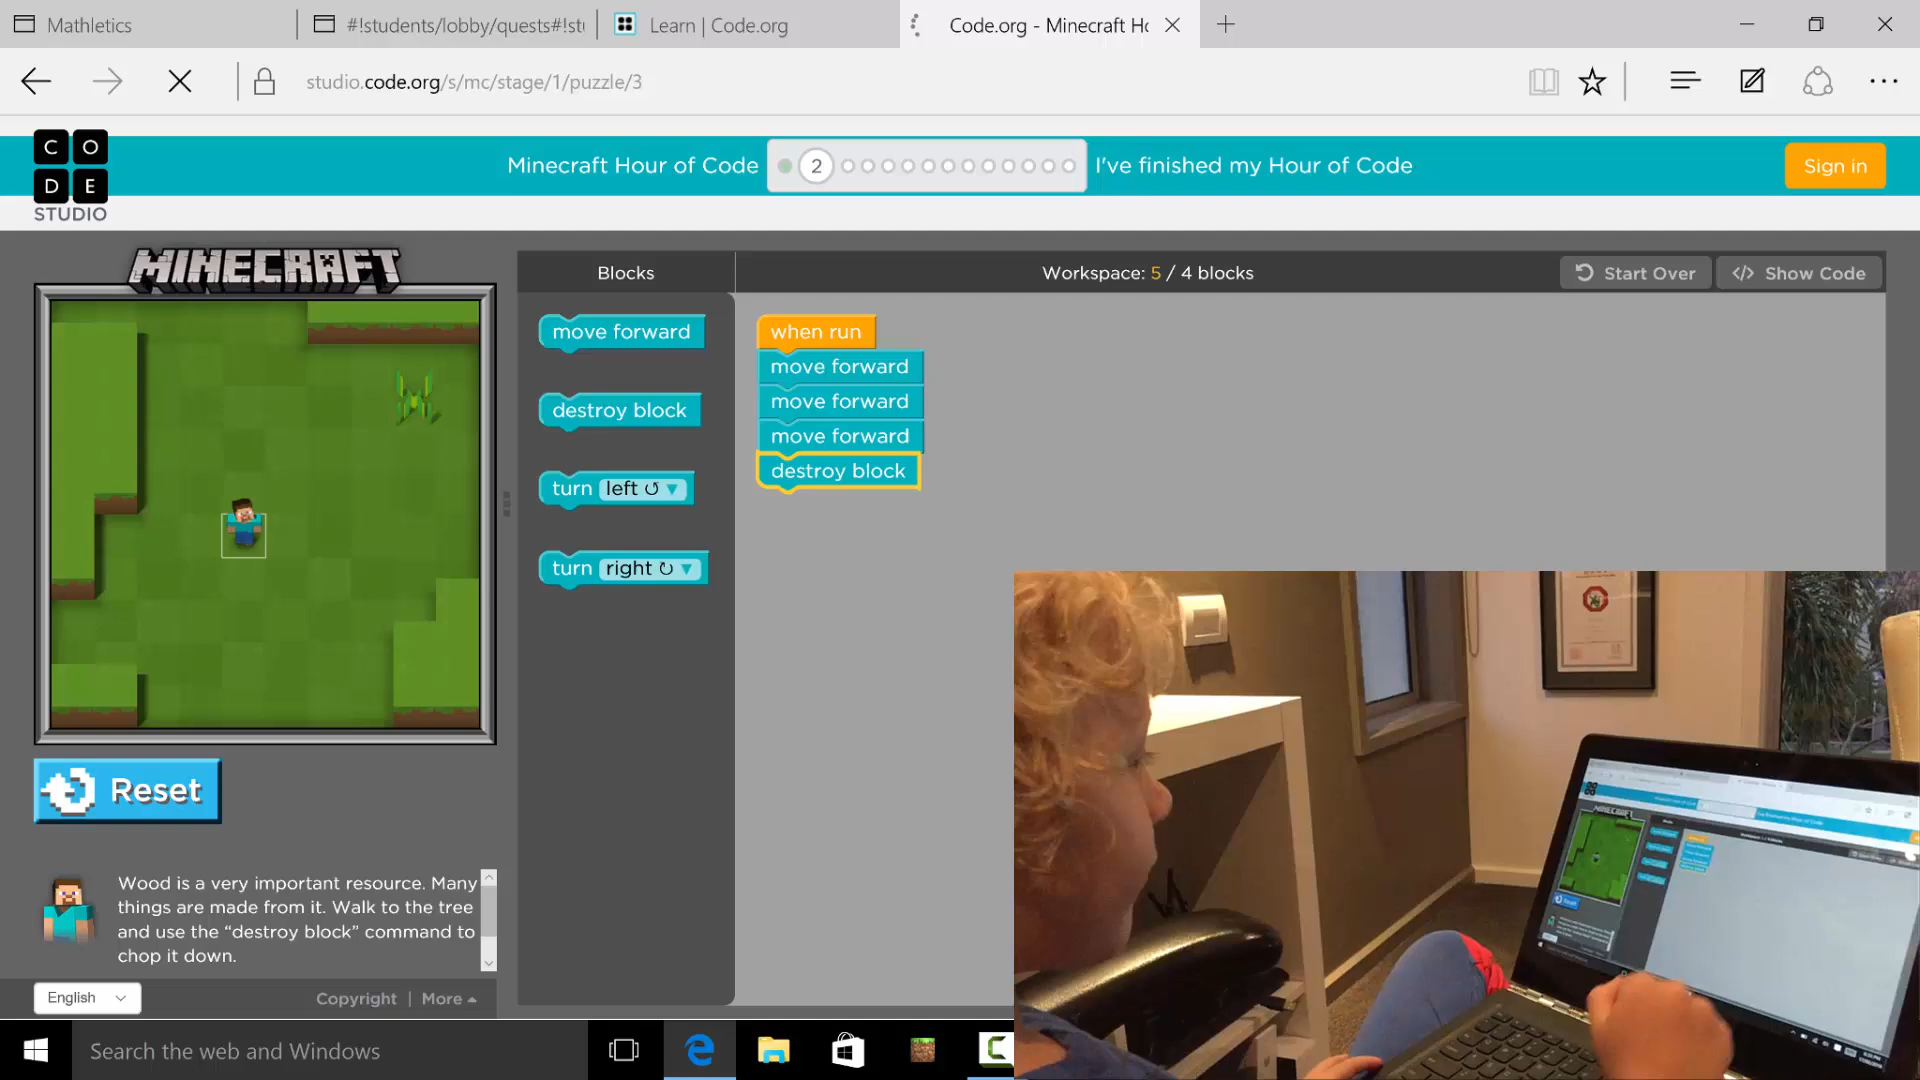 Mathletics
#!students/lobby/quests#!stu
Learn | Code.org
Code.org - Minecraft Ho
studio.code.org/s/mc/stage/1/puzzle/3
CODE
STUDIO
Minecraft Hour of Code
2
I've finished my Hour of Code
Sign in
MINECRAFT
Blocks
Workspace: 5 / 4 blocks
Start Over
</> Show Code
move forward
destroy block
turn left
turn right
when run
move forward
move forward
move forward
destroy block
Reset
Wood is a very important resource. Many
things are made from it. Walk to the tree
and use the “destroy block” command to
chop it down.
English
Copyright | More
Search the web and Windows